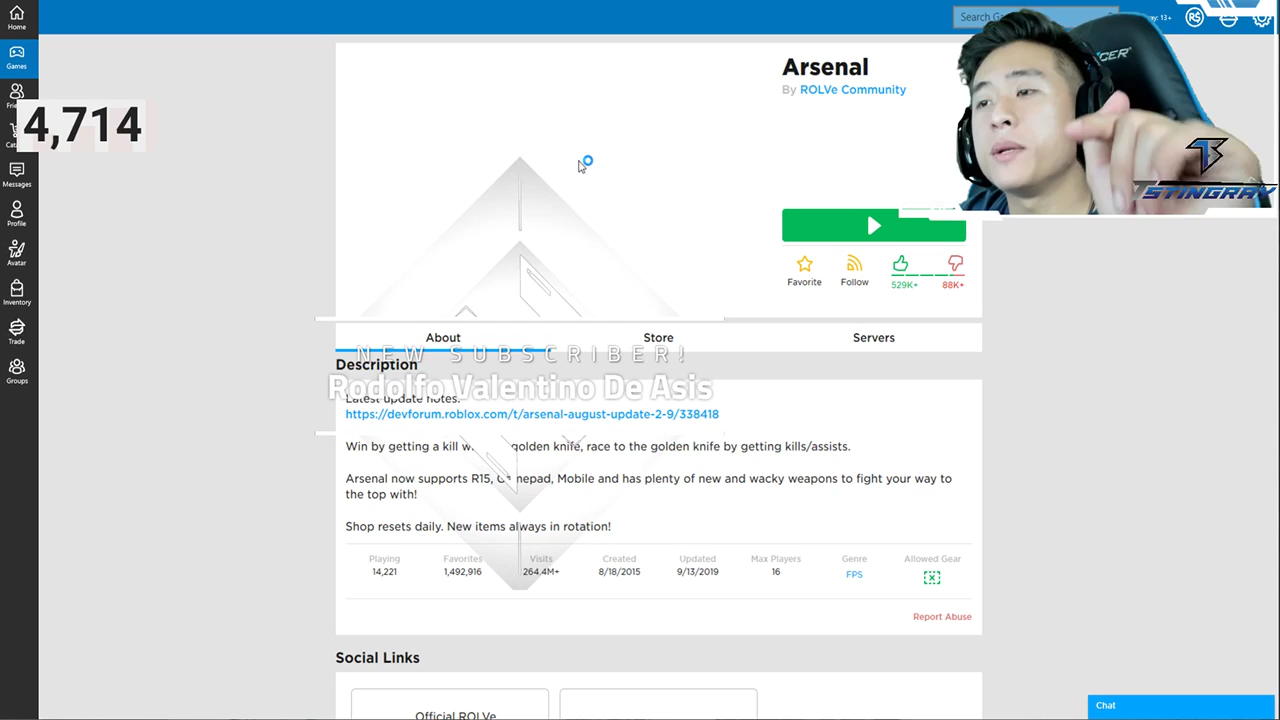 Home
Games
4,714
Messages
Profile
Avatar
Inventory
Trade
Groups
Search
13+
Arsenal
By ROLVe Community
STINGRAY
Favorite
Follow
529K+
88K+
About
Store
Servers
NEW SUBSCRIBER!
Description
Rodolfo Valentino De Asis
Latest update notes:
https://devforum.roblox.com/t/arsenal-august-update-2-9/338418
Win by getting a kill golden knife, race to the golden knife by getting kills/assists.
Arsenal now supports R15, Mobile and has plenty of new and wacky weapons to fight your way to
the top with!
Shop resets daily. New items always in rotation!
Playing
Favorites
Visits
Created
Updated
Max Players
Genre
Allowed Gear
14,221
1,492,916
264.4M+
8/18/2015
9/13/2019
16
FPS
Report Abuse
Social Links
Official ROLVe
Chat